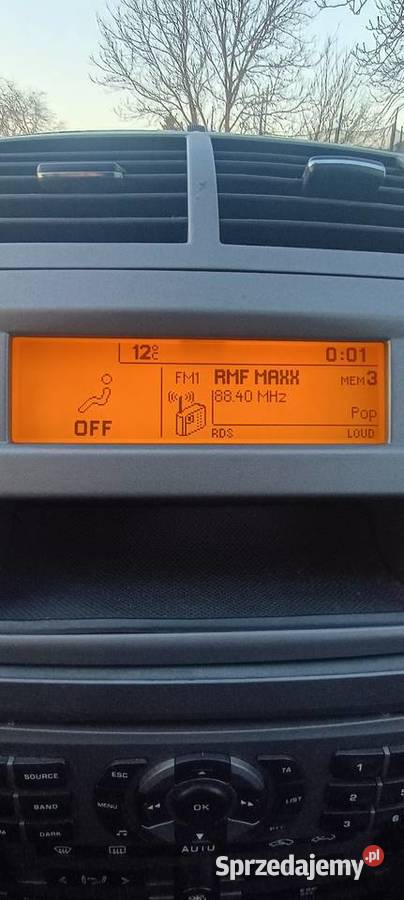 12°C 0:01
FM1 RMF MAXX MEM3
88.40 MHz
Pop
OFF RDS LOUD
SOURCE ESC TA 1
MENU OK LIST 2
BAND
DARK 3
AUTO
Sprzedajemy.pl